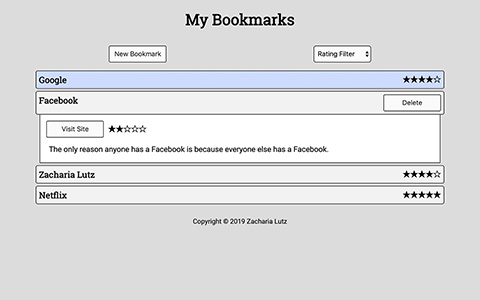 My Bookmarks
New Bookmark Rating Filter
Google ★★★★☆
Facebook Delete
Visit Site ★★☆☆☆
The only reason anyone has a Facebook is because everyone else has a Facebook.
Zacharia Lutz ★★★★☆
Netflix ★★★★★
Copyright © 2019 Zacharia Lutz